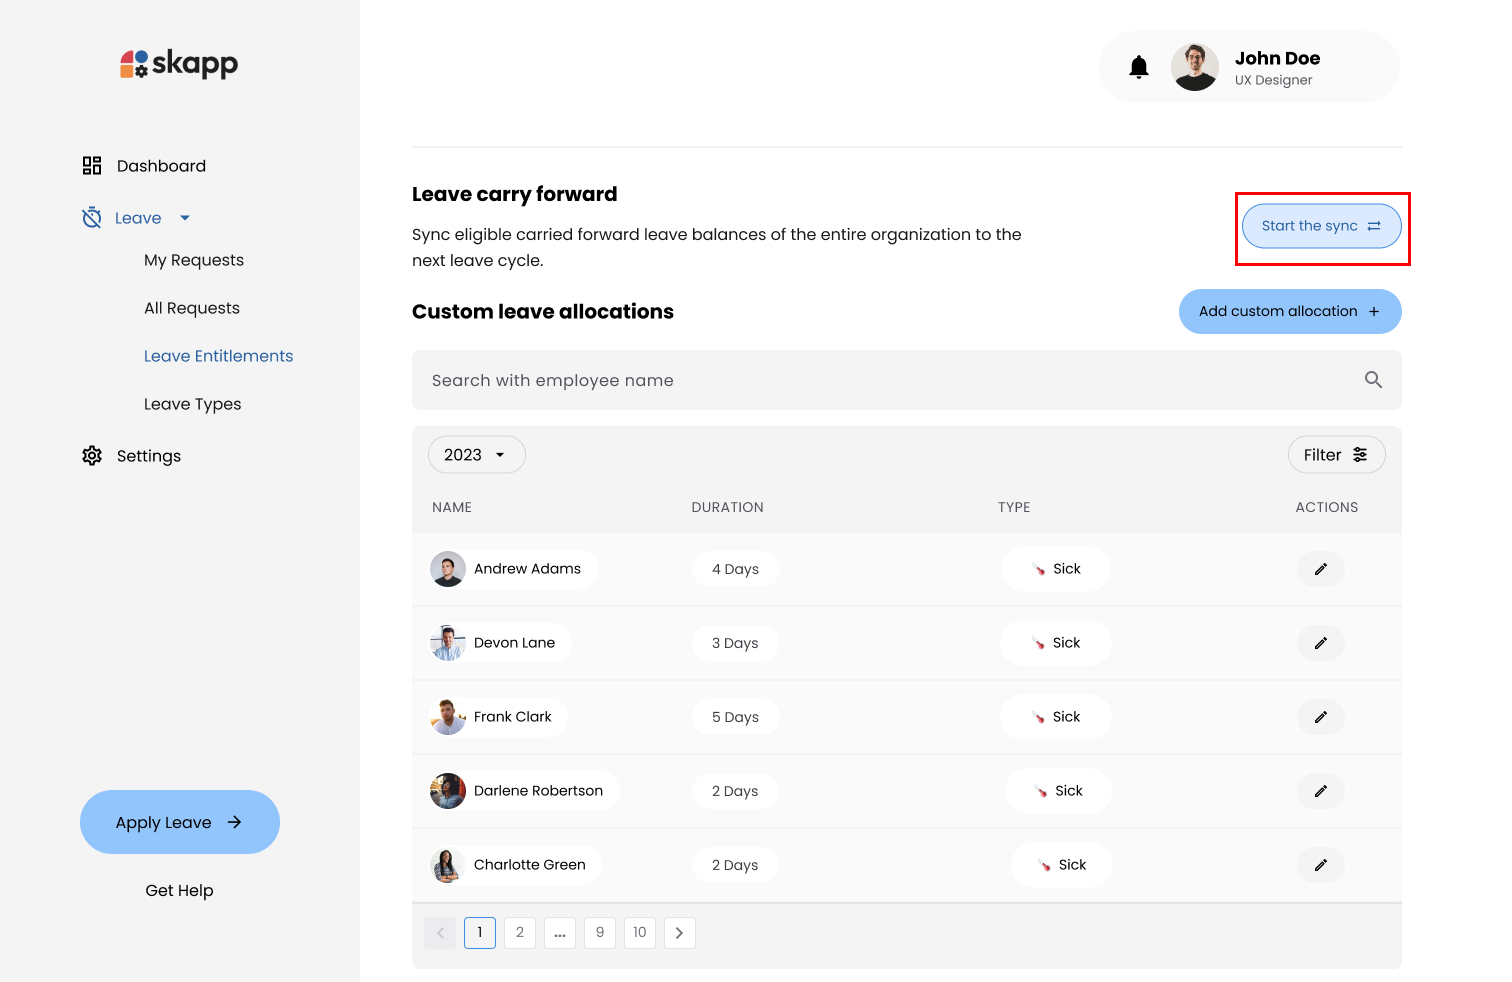 skapp
John Doe
UX Designer
Dashboard
Leave
My Requests
All Requests
Leave Entitlements
Leave Types
Settings
Apply Leave
Get Help
Leave carry forward
Sync eligible carried forward leave balances of the entire organization to the
next leave cycle.
Start the sync
Custom leave allocations
Add custom allocation +
Search with employee name
2023
Filter
NAME DURATION TYPE ACTIONS
Andrew Adams 4 Days Sick
Devon Lane 3 Days Sick
Frank Clark 5 Days Sick
Darlene Robertson 2 Days Sick
Charlotte Green 2 Days Sick
1 2 ... 9 10